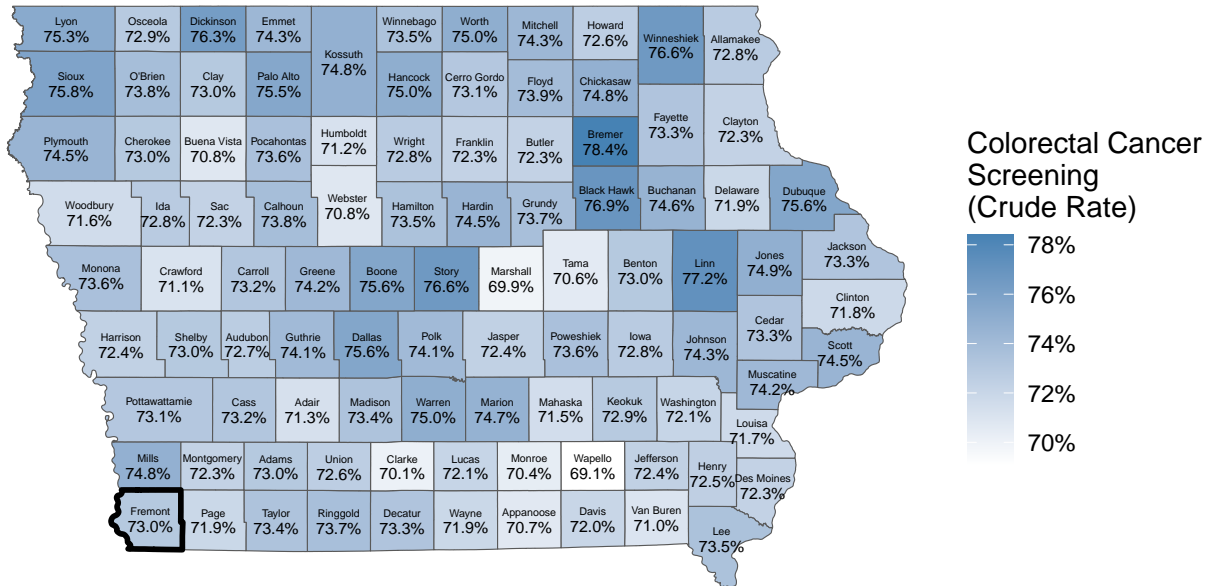 Lyon
75.3%
Osceola
72.9%
Dickinson
76.3%
Emmet
74.3%
Kossuth
74.8%
Winnebago
73.5%
Worth
75.0%
Mitchell
74.3%
Howard
72.6%
Winneshiek
76.6%
Allamakee
72.8%
Sioux
75.8%
O'Brien
73.8%
Clay
73.0%
Palo Alto
75.5%
Hancock
75.0%
Cerro Gordo
73.1%
Floyd
73.9%
Chickasaw
74.8%
Fayette
73.3%
Clayton
72.3%
Plymouth
74.5%
Cherokee
73.0%
Buena Vista
70.8%
Pocahontas
73.6%
Humboldt
71.2%
Wright
72.8%
Franklin
72.3%
Butler
72.3%
Bremer
78.4%
Woodbury
71.6%
Ida
72.8%
Sac
72.3%
Calhoun
73.8%
Webster
70.8%
Hamilton
73.5%
Hardin
74.5%
Grundy
73.7%
Black Hawk
76.9%
Buchanan
74.6%
Delaware
71.9%
Dubuque
75.6%
Monona
73.6%
Crawford
71.1%
Carroll
73.2%
Greene
74.2%
Boone
75.6%
Story
76.6%
Marshall
69.9%
Tama
70.6%
Benton
73.0%
Linn
77.2%
Jones
74.9%
Jackson
73.3%
Clinton
71.8%
Harrison
72.4%
Shelby
73.0%
Audubon
72.7%
Guthrie
74.1%
Dallas
75.6%
Polk
74.1%
Jasper
72.4%
Poweshiek
73.6%
Iowa
72.8%
Johnson
74.3%
Cedar
73.3%
Scott
74.5%
Muscatine
74.2%
Pottawattamie
73.1%
Cass
73.2%
Adair
71.3%
Madison
73.4%
Warren
75.0%
Marion
74.7%
Mahaska
71.5%
Keokuk
72.9%
Washington
72.1%
Louisa
71.7%
Mills
74.8%
Montgomery
72.3%
Adams
73.0%
Union
72.6%
Clarke
70.1%
Lucas
72.1%
Monroe
70.4%
Wapello
69.1%
Jefferson
72.4%
Henry
72.5%
Des Moines
72.3%
Fremont
73.0%
Page
71.9%
Taylor
73.4%
Ringgold
73.7%
Decatur
73.3%
Wayne
71.9%
Appanoose
70.7%
Davis
72.0%
Van Buren
71.0%
Lee
73.5%
Colorectal Cancer
Screening
(Crude Rate)
78%
76%
74%
72%
70%